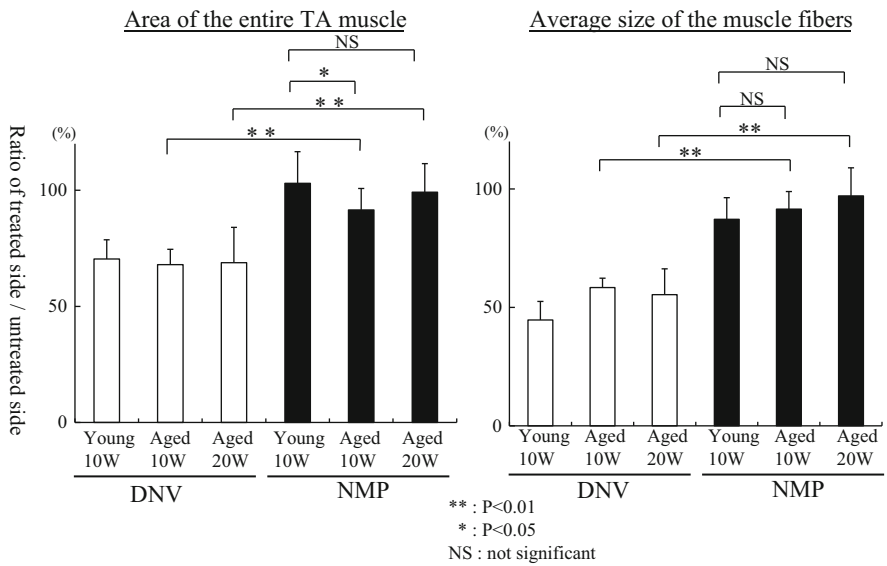 Area of the entire TA muscle
Average size of the muscle fibers
NS
*
* *
* *
NS
NS
**
**
Ratio of treated side / untreated side
(%)
100
50
0
(%)
100
50
0
Young Aged Aged Young Aged Aged
10W 10W 20W 10W 10W 20W
DNV NMP
Young Aged Aged Young Aged Aged
10W 10W 20W 10W 10W 20W
DNV NMP
** : P<0.01
* : P<0.05
NS : not significant